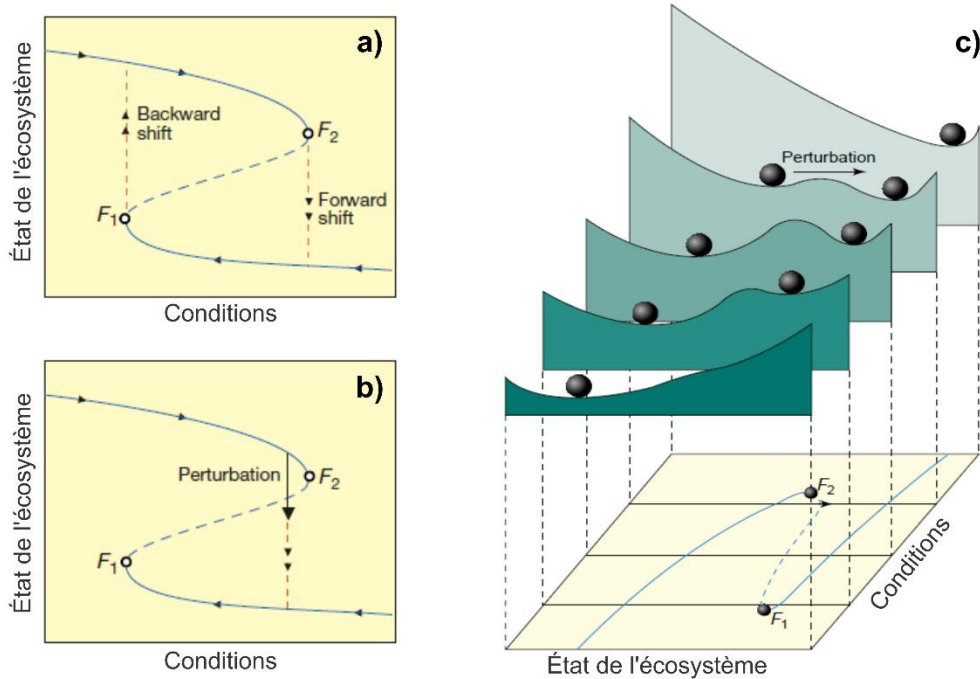 a)
État de l'écosystème
Backward
shift
F2
F1
Forward
shift
Conditions
b)
État de l'écosystème
Perturbation
F2
F1
Conditions
c)
Perturbation
F2
F1
Conditions
État de l'écosystème